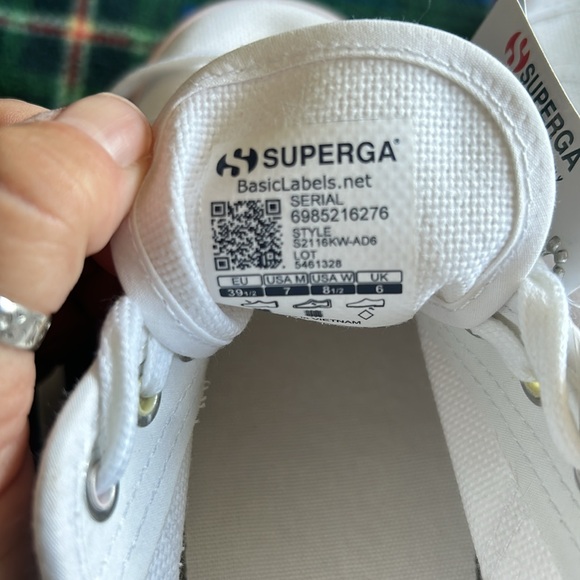 SUPERGA®
BasicLabels.net
SERIAL
6985216276
STYLE
S2116KW-AD6
LOT
5461328
EU USA M USA W UK
39 1/2 7 8 1/2 6
VIETNAM
SUPERGA